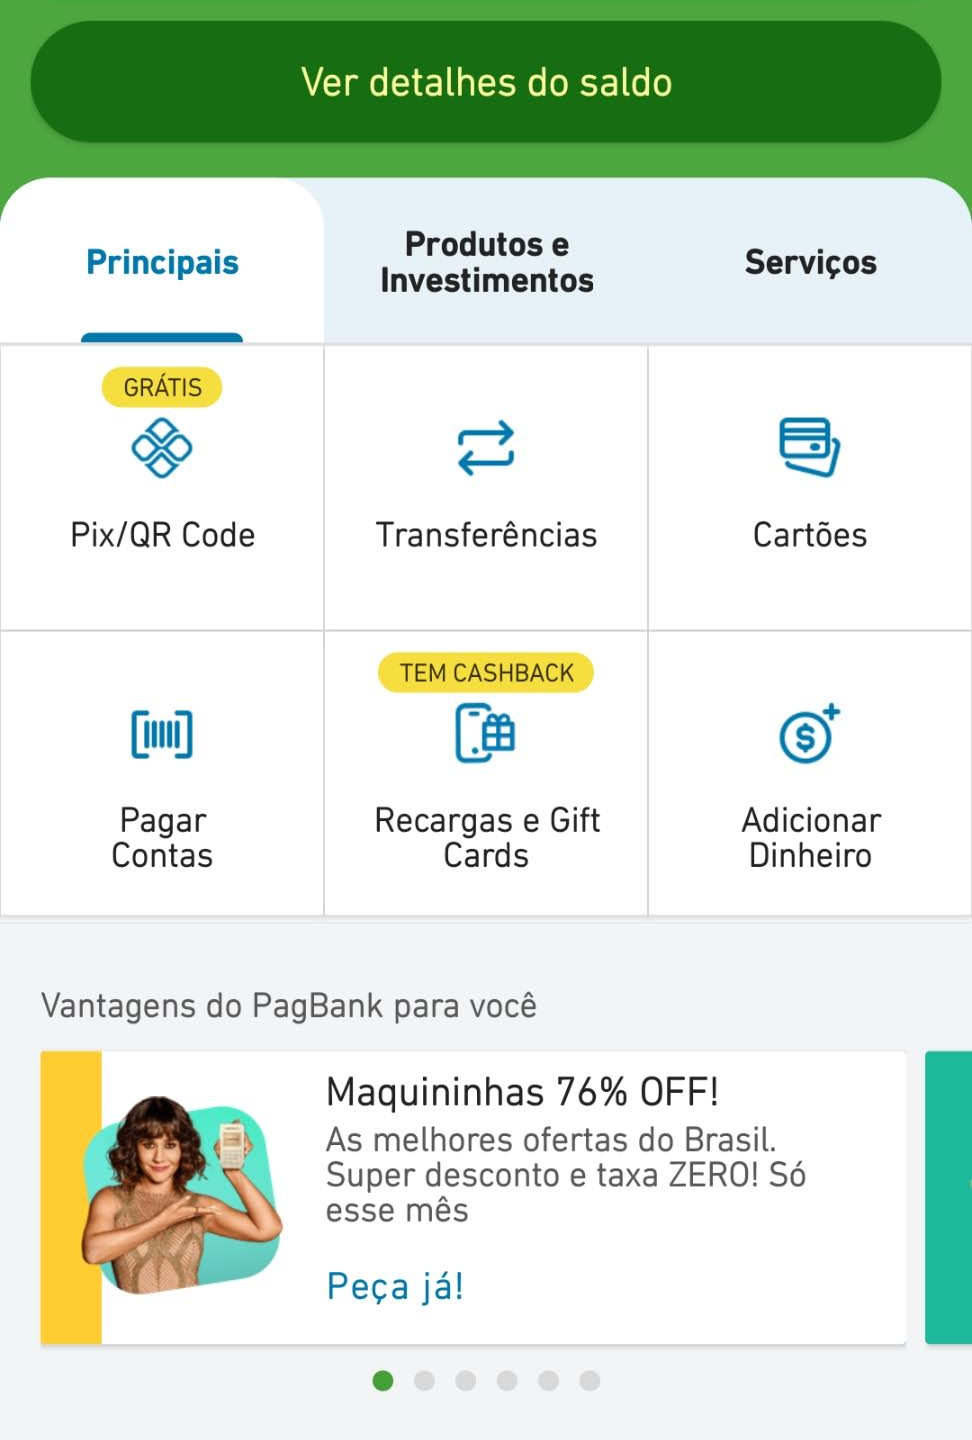 Ver detalhes do saldo
Principais
Produtos e
Investimentos
Serviços
GRÁTIS
Pix/QR Code
Transferências
Cartões
TEM CASHBACK
Pagar
Contas
Recargas e Gift
Cards
Adicionar
Dinheiro
Vantagens do PagBank para você
Maquininhas 76% OFF!
As melhores ofertas do Brasil.
Super desconto e taxa ZERO! Só
esse mês
Peça já!